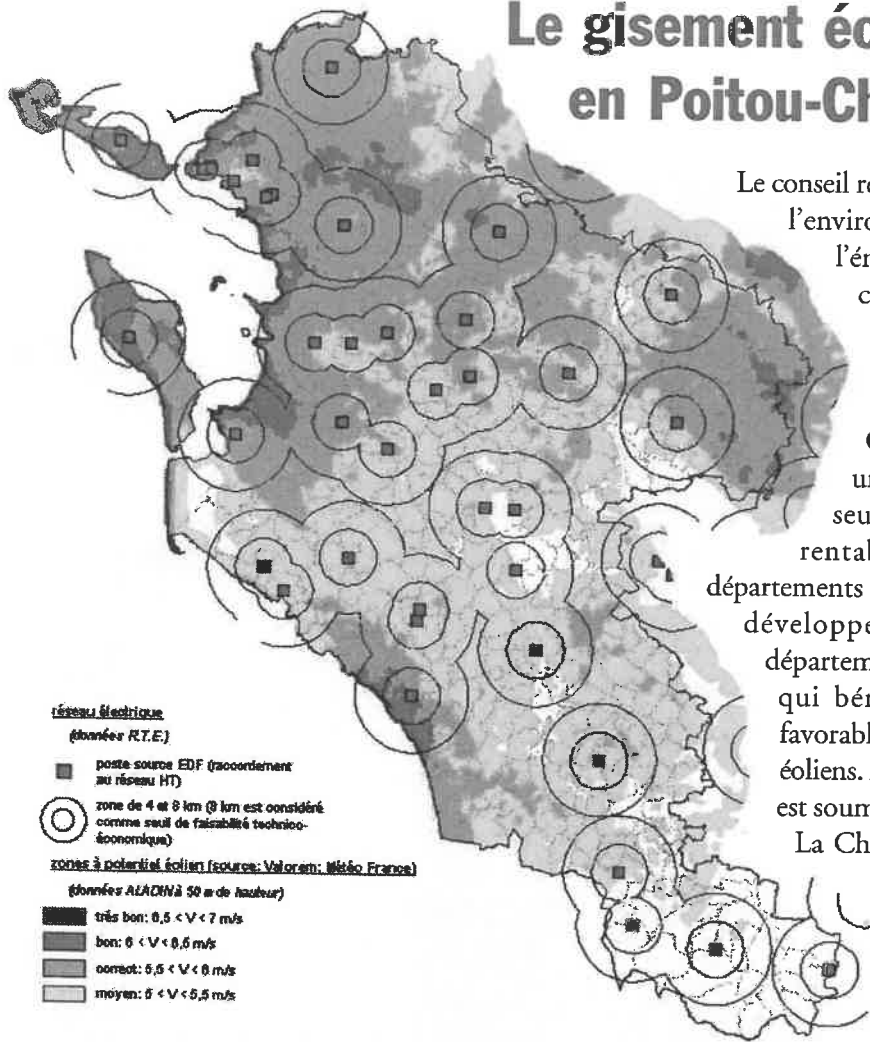 Le gisement éo
en Poitou-Ch
Le conseil re
l'enviro
l'én
c
un
seu
rentab
départements
développe
départem
qui bén
favorabl
éoliens.
est soum
La Ch
réseau électrique
(données R.T.E.)
poste source EDF (raccordement
au réseau HT)
zone de 4 et 8 km (8 km est considéré
comme seuil de faisabilité technico-
économique)
zones à potentiel éolien (source: Valorem; Météo France)
(données ALADIN à 50 m de hauteur)
très bon: 6,5 < V < 7 m/s
bon: 6 < V < 6,5 m/s
correct: 5,5 < V < 6 m/s
moyen: 5 < V < 5,5 m/s